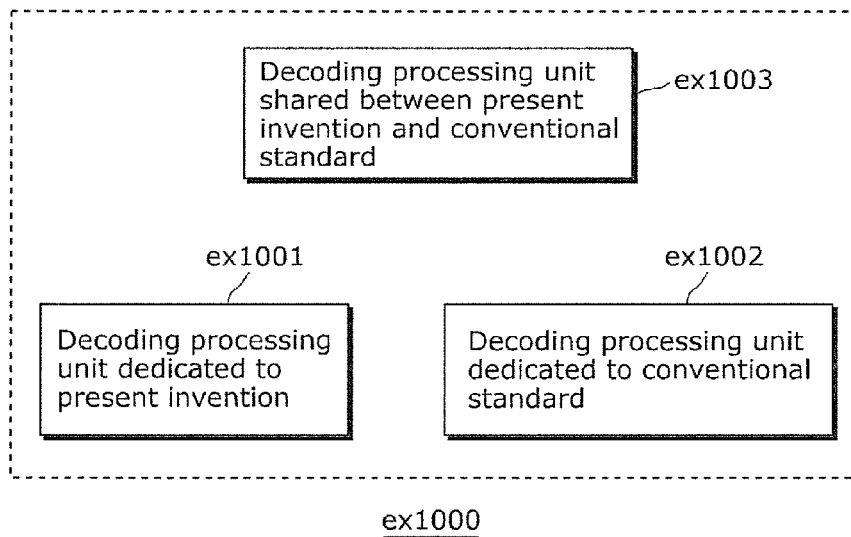 Decoding processing unit
shared between present
invention and conventional
standard
ex1003
ex1001
Decoding processing
unit dedicated to
present invention
ex1002
Decoding processing unit
dedicated to conventional
standard
ex1000